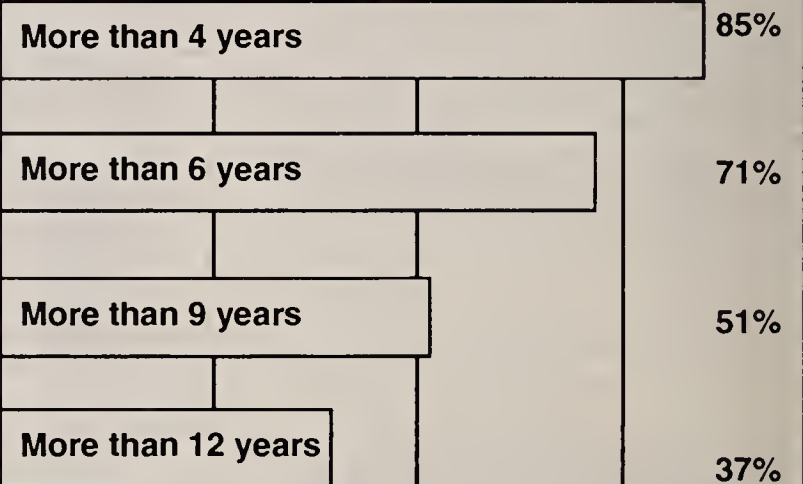 More than 4 years 85%
More than 6 years 71%
More than 9 years 51%
More than 12 years 37%